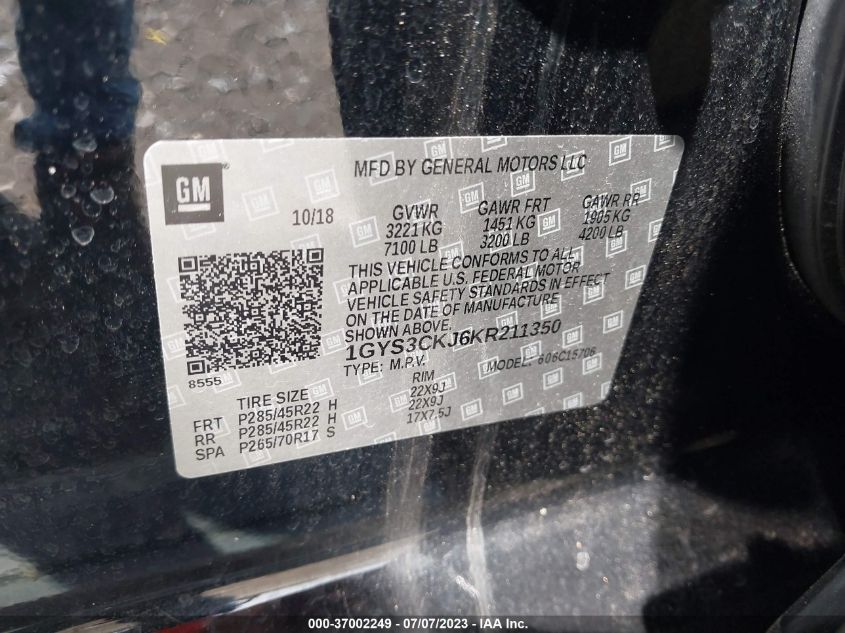 GM
MFD BY GENERAL MOTORS LLC
10/18
GVWR GAWR FRT GAWR RR
3221 KG 1451 KG 1905 KG
7100 LB 3200 LB 4200 LB
THIS VEHICLE CONFORMS TO ALL
APPLICABLE U.S. FEDERAL MOTOR
VEHICLE SAFETY STANDARDS IN EFFECT
ON THE DATE OF MANUFACTURE
SHOWN ABOVE.
1GYS3CKJ6KR211350
TYPE: M.P.V. MODEL: 606C15706
8555
TIRE SIZE RIM
FRT P285/45R22 H 22X9J
RR P285/45R22 H 22X9J
SPA P265/70R17 S 17X7.5J
000-37002249 - 07/07/2023 - IAA Inc.